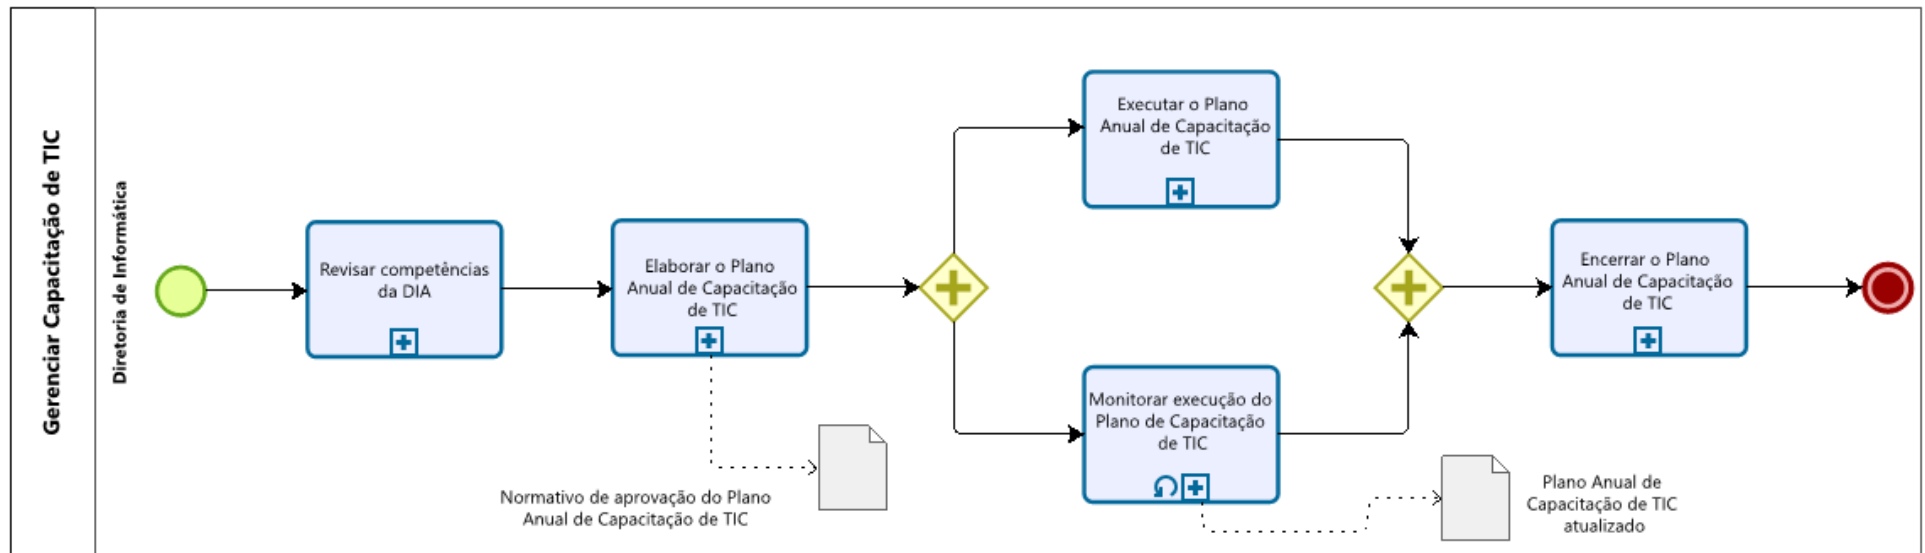 Gerenciar Capacitação de TIC
Diretoria de Informática
Revisar competências
da DIA
Elaborar o Plano
Anual de Capacitação
de TIC
Normativo de aprovação do Plano
Anual de Capacitação de TIC
Executar o Plano
Anual de Capacitação
de TIC
Monitorar execução do
Plano de Capacitação
de TIC
Plano Anual de
Capacitação de TIC
atualizado
Encerrar o Plano
Anual de Capacitação
de TIC